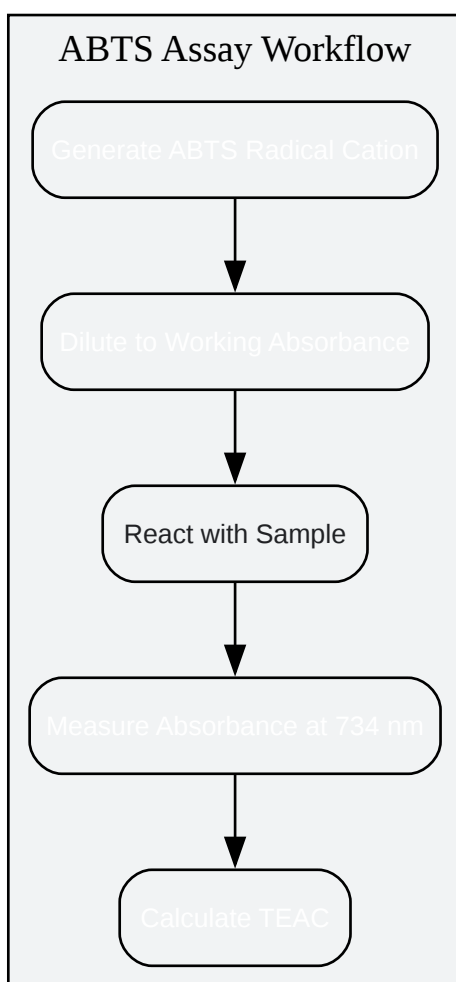 ABTS Assay Workflow
Generate ABTS Radical Cation
Dilute to Working Absorbance
React with Sample
Measure Absorbance at 734 nm
Calculate TEAC